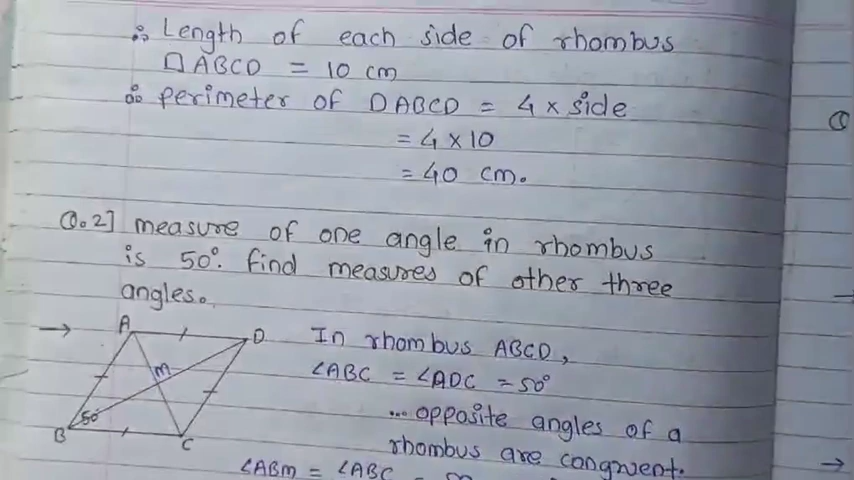 ∴ Length of each side of rhombus
□ABCD = 10 cm
∴ perimeter of □ABCD = 4 × side
= 4 × 10
= 40 cm.
Q.2] measure of one angle in rhombus
is 50°. find measures of other three
angles.
→ A D In rhombus ABCD,
M ∠ABC = ∠ADC = 50°
50 ...opposite angles of a
B C rhombus are congruent.
∠ABM = ∠ABC